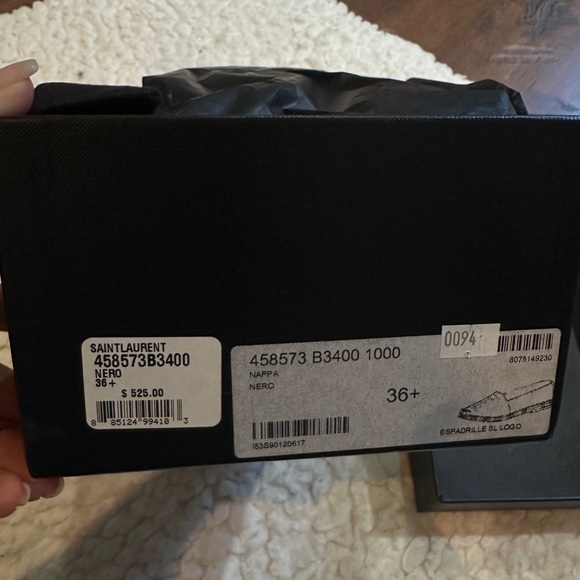 SAINTLAURENT
458573B3400
NERO
36+
$ 525.00
8 85124 99410 3
0094
458573 B3400 1000
NAPPA
NERO
36+
8075149230
I53S90120617
ESPADRILLE SL LOGO